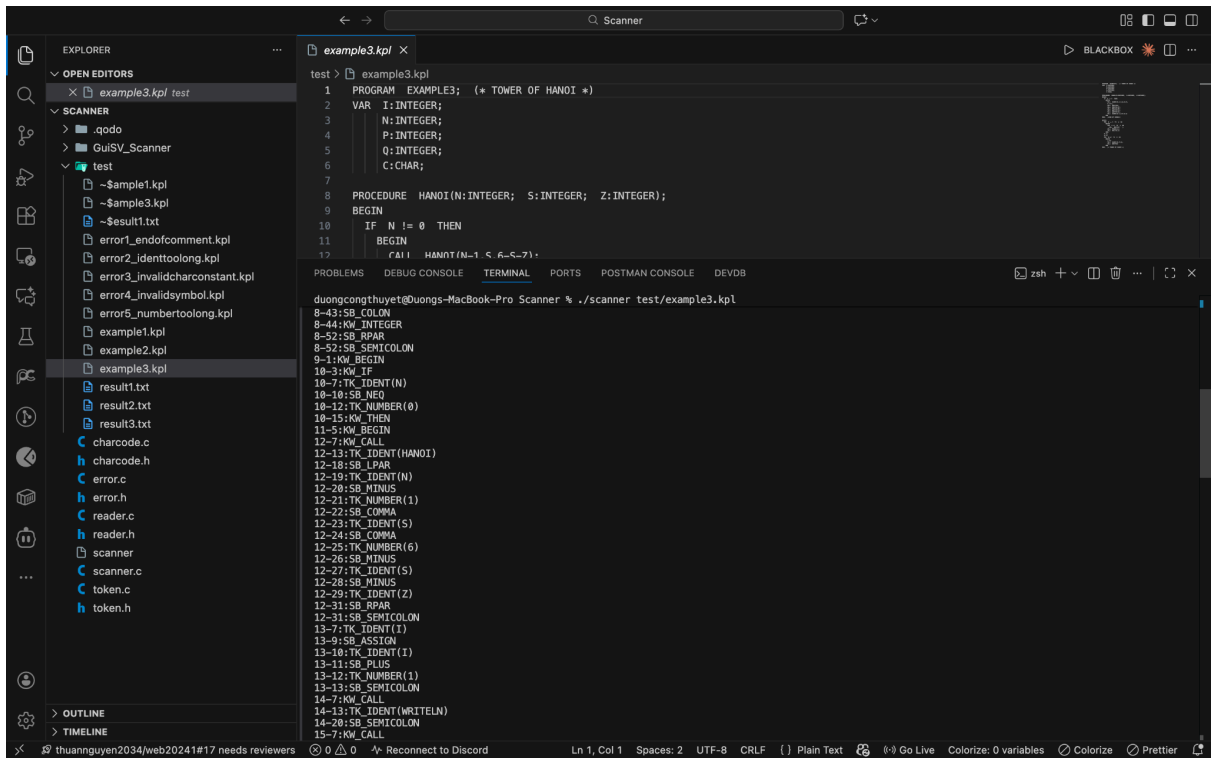 Scanner
EXPLORER
OPEN EDITORS
example3.kpl test
SCANNER
.qodo
GuiSV_Scanner
test
~$ample1.kpl
~$ample3.kpl
~$esult1.txt
error1_endofcomment.kpl
error2_identtoolong.kpl
error3_invalidcharconstant.kpl
error4_invalidsymbol.kpl
error5_numbertoolong.kpl
example1.kpl
example2.kpl
example3.kpl
result1.txt
result2.txt
result3.txt
charcode.c
charcode.h
error.c
error.h
reader.c
reader.h
scanner
scanner.c
token.c
token.h
OUTLINE
TIMELINE
example3.kpl
BLACKBOX
test > example3.kpl
1 PROGRAM EXAMPLE3; (* TOWER OF HANOI *)
2 VAR I:INTEGER;
3 N:INTEGER;
4 P:INTEGER;
5 Q:INTEGER;
6 C:CHAR;
7
8 PROCEDURE HANOI(N:INTEGER; S:INTEGER; Z:INTEGER);
9 BEGIN
10 IF N != 0 THEN
11 BEGIN
12 CALL HANOI(N-1,S,6-S-Z);
PROBLEMS DEBUG CONSOLE TERMINAL PORTS POSTMAN CONSOLE DEVDB
zsh
duongcongthuyet@Duongs-MacBook-Pro Scanner % ./scanner test/example3.kpl
8-43:SB_COLON
8-44:KW_INTEGER
8-52:SB_RPAR
8-52:SB_SEMICOLON
9-1:KW_BEGIN
10-3:KW_IF
10-7:TK_IDENT(N)
10-10:SB_NEQ
10-12:TK_NUMBER(0)
10-15:KW_THEN
11-5:KW_BEGIN
12-7:KW_CALL
12-13:TK_IDENT(HANOI)
12-18:SB_LPAR
12-19:TK_IDENT(N)
12-20:SB_MINUS
12-21:TK_NUMBER(1)
12-22:SB_COMMA
12-23:TK_IDENT(S)
12-24:SB_COMMA
12-25:TK_NUMBER(6)
12-26:SB_MINUS
12-27:TK_IDENT(S)
12-28:SB_MINUS
12-29:TK_IDENT(Z)
12-31:SB_RPAR
12-31:SB_SEMICOLON
13-7:TK_IDENT(I)
13-9:SB_ASSIGN
13-10:TK_IDENT(I)
13-11:SB_PLUS
13-12:TK_NUMBER(1)
13-13:SB_SEMICOLON
14-7:KW_CALL
14-13:TK_IDENT(WRITELN)
14-20:SB_SEMICOLON
15-7:KW_CALL
thuannguyen2034/web20241#17 needs reviewers 0 0 Reconnect to Discord Ln 1, Col 1 Spaces: 2 UTF-8 CRLF { } Plain Text Go Live Colorize: 0 variables Colorize Prettier